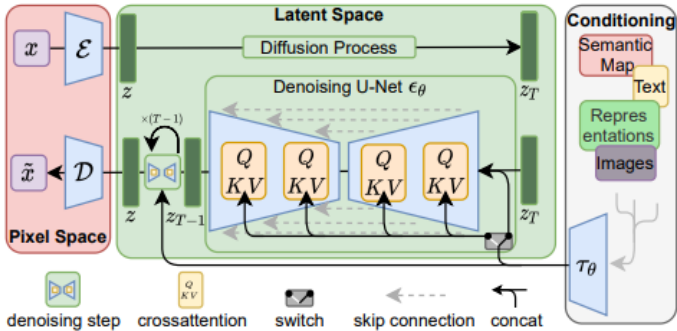 Latent Space
Conditioning
x
ℰ
Diffusion Process
Semantic
Map
z
z_T
Denoising U-Net ϵ_θ
Text
×(T−1)
Repres
entations
Q
KV
Q
KV
Q
KV
Q
KV
Images
x̃
D
z
z_{T−1}
z_T
Pixel Space
τ_θ
Q
KV
denoising step
crossattention
switch
skip connection
concat